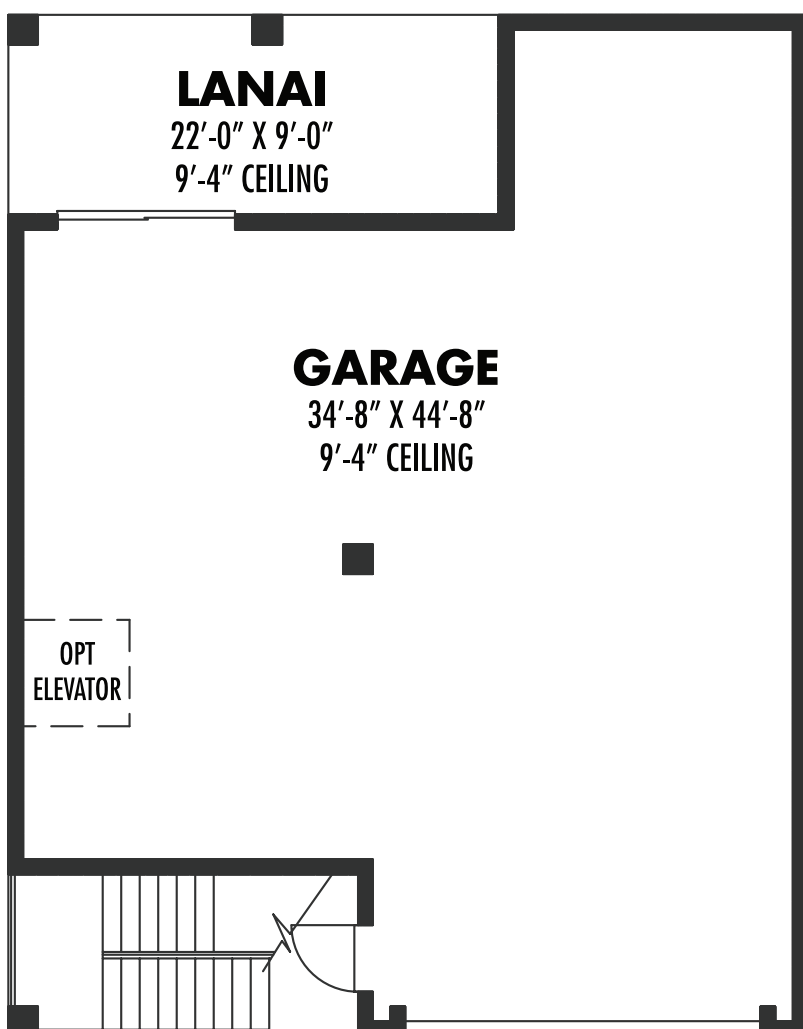 LANAI
22'-0" X 9'-0"
9'-4" CEILING
GARAGE
34'-8" X 44'-8"
9'-4" CEILING
OPT
ELEVATOR